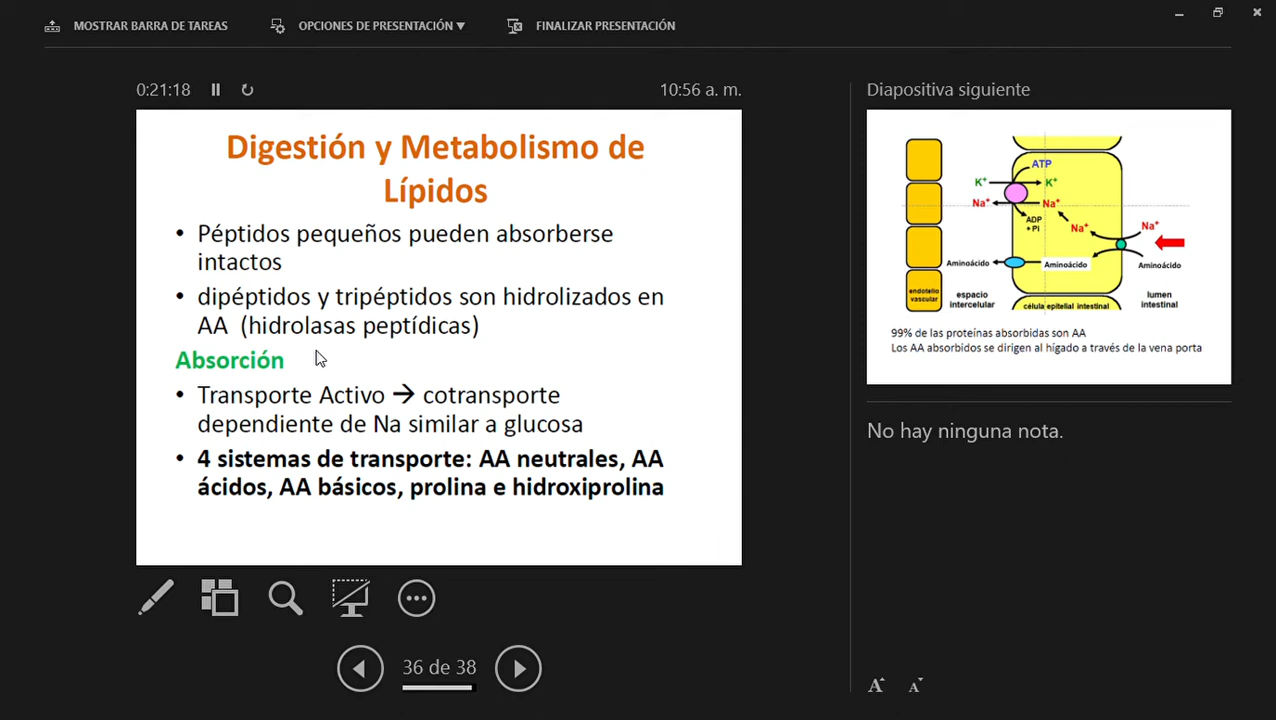 MOSTRAR BARRA DE TAREAS
OPCIONES DE PRESENTACIÓN ▼
FINALIZAR PRESENTACIÓN
0:21:18
10:56 a. m.
Digestión y Metabolismo de
Lípidos
• Péptidos pequeños pueden absorberse
intactos
• dipéptidos y tripéptidos son hidrolizados en
AA (hidrolasas peptídicas)
Absorción
• Transporte Activo → cotransporte
dependiente de Na similar a glucosa
• 4 sistemas de transporte: AA neutrales, AA
ácidos, AA básicos, prolina e hidroxiprolina
36 de 38
Diapositiva siguiente
ATP
K+
K+
Na+
Na+
ADP
+ Pi
Na+
Na+
Aminoácido
Aminoácido
Aminoácido
endotelio
vascular
espacio
intercelular
célula epitelial intestinal
lumen
intestinal
99% de las proteínas absorbidas son AA
Los AA absorbidos se dirigen al hígado a través de la vena porta
No hay ninguna nota.
A
A